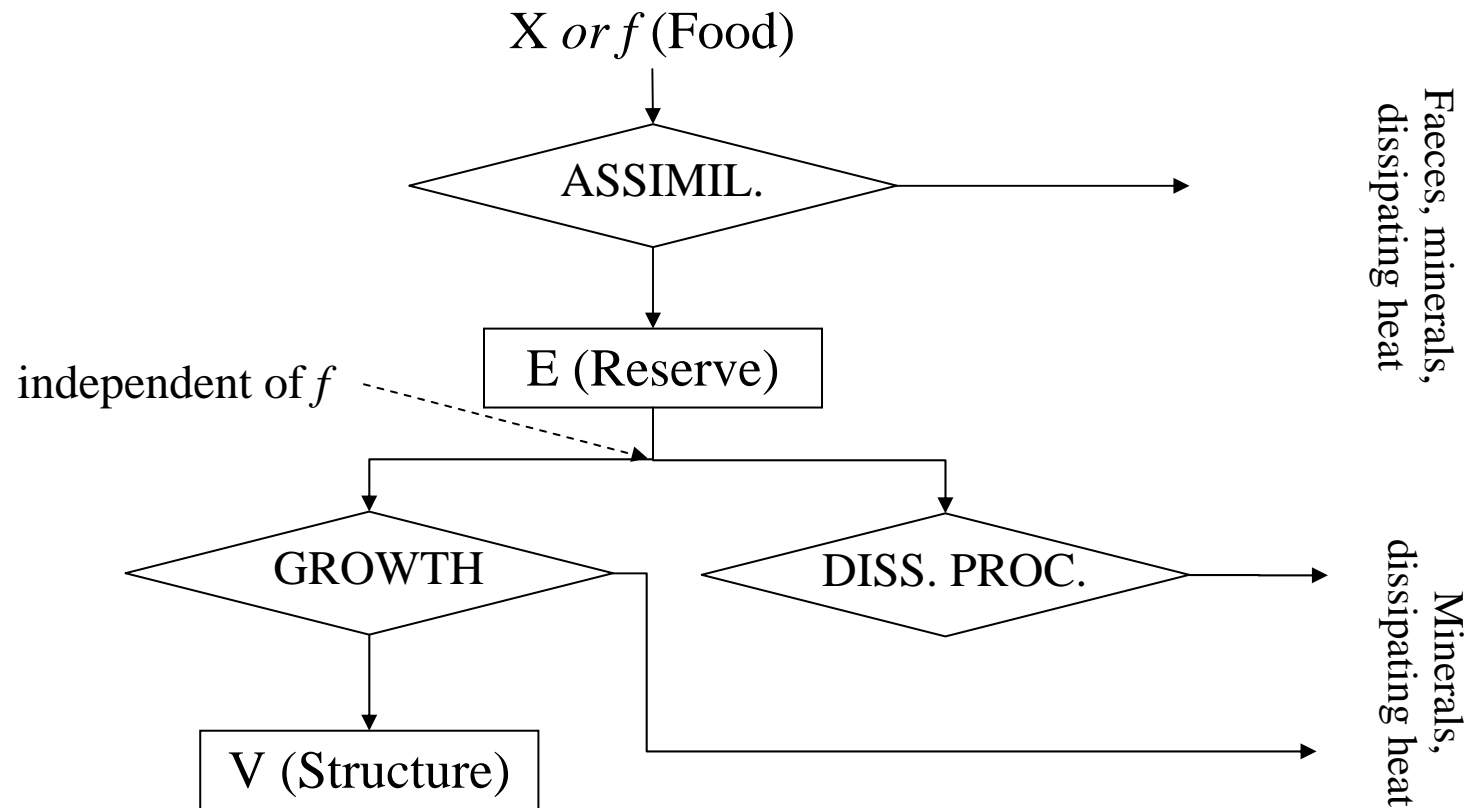 X or f (Food)
ASSIMIL.
Faeces, minerals,
dissipating heat
E (Reserve)
independent of f
GROWTH
DISS. PROC.
Minerals,
dissipating heat
V (Structure)